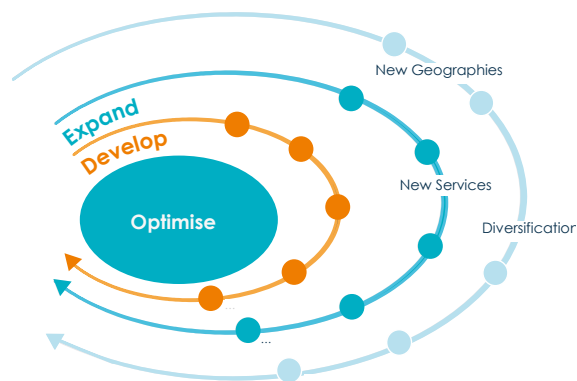 New Geographies
Expand
Develop
New Services
Optimise
Diversification
...
...